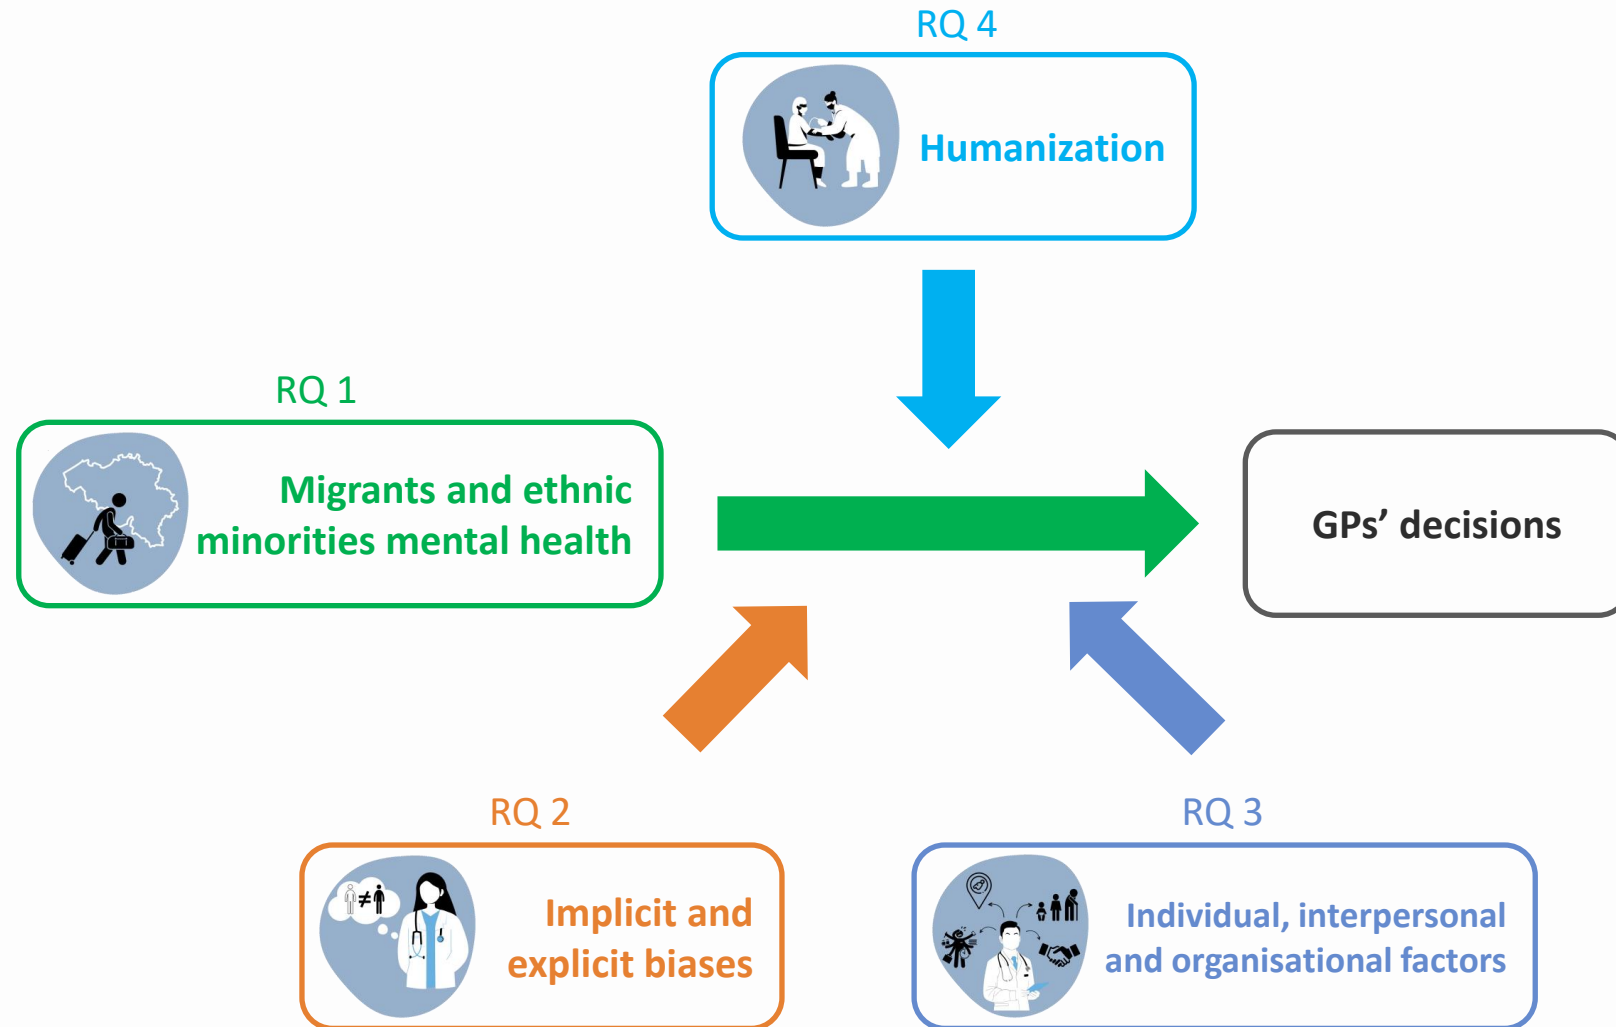 RQ 4
Humanization
RQ 1
Migrants and ethnic
minorities mental health
GPs’ decisions
RQ 2
≠
Implicit and
explicit biases
RQ 3
Individual, interpersonal
and organisational factors